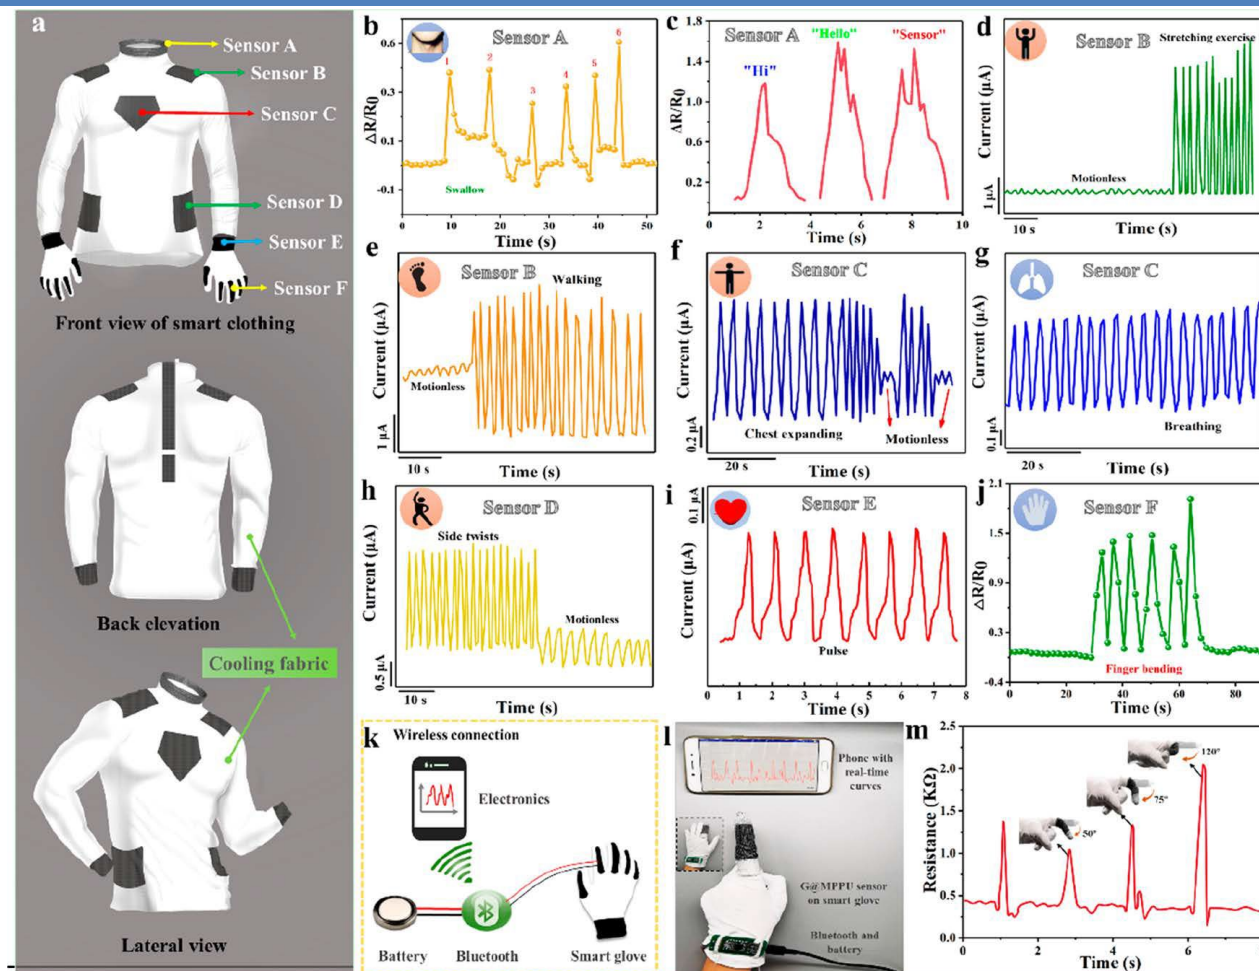 a
Sensor A
Sensor B
Sensor C
Sensor D
Sensor E
Sensor F
Front view of smart clothing
Back elevation
Cooling fabric
Lateral view
b
Sensor A
ΔR/R0
0.6
0.4
0.1
-0.1
1
2
3
4
5
6
Swallow
0 10 20 30 40 50
Time (s)
c
Sensor A
ΔR/R0
1.8
1.4
1.0
0.6
0.2
"Hi"
"Hello"
"Sensor"
0 2 4 6 8 10
Time (s)
d
Sensor B
Stretching exercise
Current (μA)
Motionless
1 μA
10 s
Time (s)
e
Sensor B
Walking
Current (μA)
Motionless
1 μA
10 s
Time (s)
f
Sensor C
Current (μA)
Chest expanding
Motionless
0.2 μA
20 s
Time (s)
g
Sensor C
Current (μA)
Breathing
0.1 μA
20 s
Time (s)
h
Sensor D
Side twists
Current (μA)
Motionless
0.5 μA
10 s
Time (s)
i
0.1 μA
Sensor E
Current (μA)
Pulse
0 1 2 3 4 5 6 7 8
Time (s)
j
Sensor F
ΔR/R0
2.1
1.5
0.9
0.3
-0.4
Finger bending
0 20 40 60 80
Time (s)
k
Wireless connection
Electronics
Battery
Bluetooth
Smart glove
l
Phone with
real-time
curves
G@MPPU sensor
on smart glove
Bluetooth and
battery
m
Resistance (KΩ)
2.5
2.0
1.5
1.0
0.5
0.0
50°
75°
120°
0 2 4 6
Time (s)